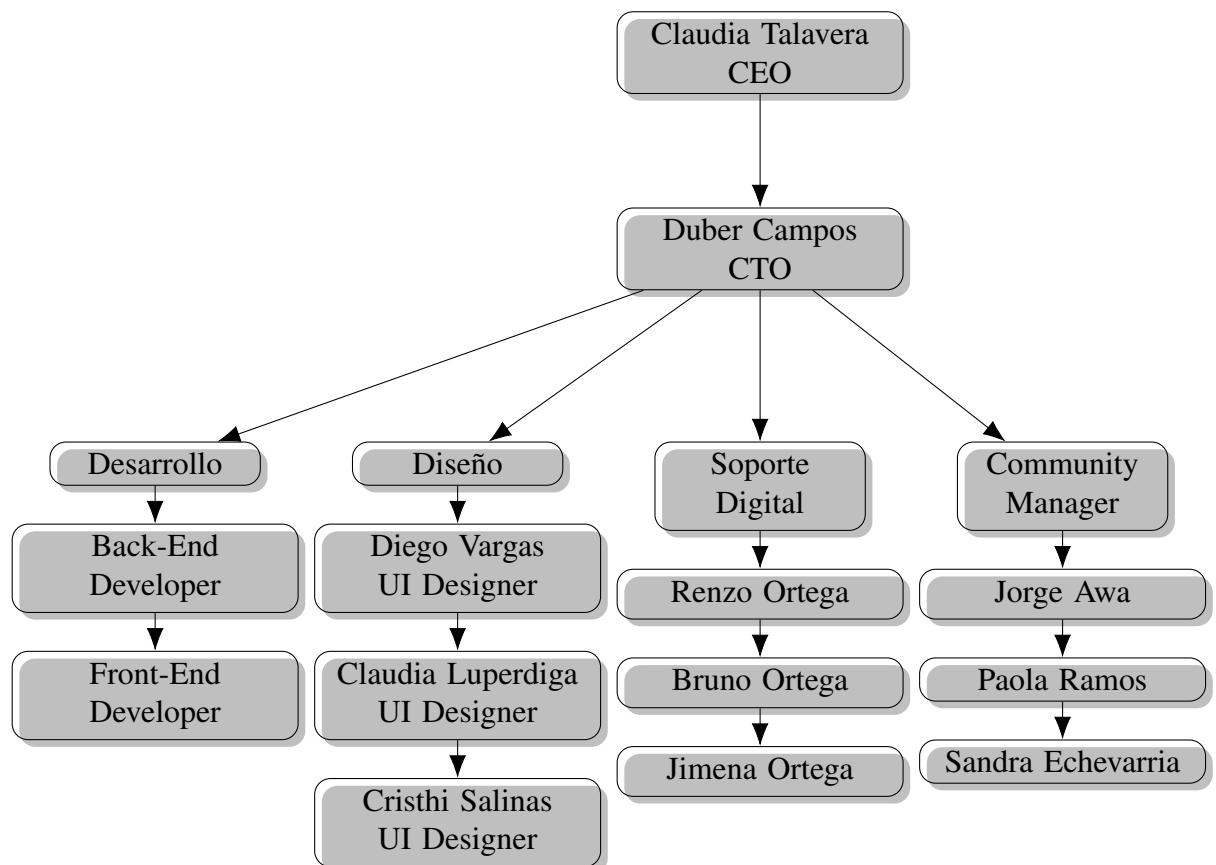 Claudia Talavera
CEO
Duber Campos
CTO
Desarrollo
Back-End
Developer
Front-End
Developer
Diseño
Diego Vargas
UI Designer
Claudia Luperdiga
UI Designer
Cristhi Salinas
UI Designer
Soporte
Digital
Renzo Ortega
Bruno Ortega
Jimena Ortega
Community
Manager
Jorge Awa
Paola Ramos
Sandra Echevarria